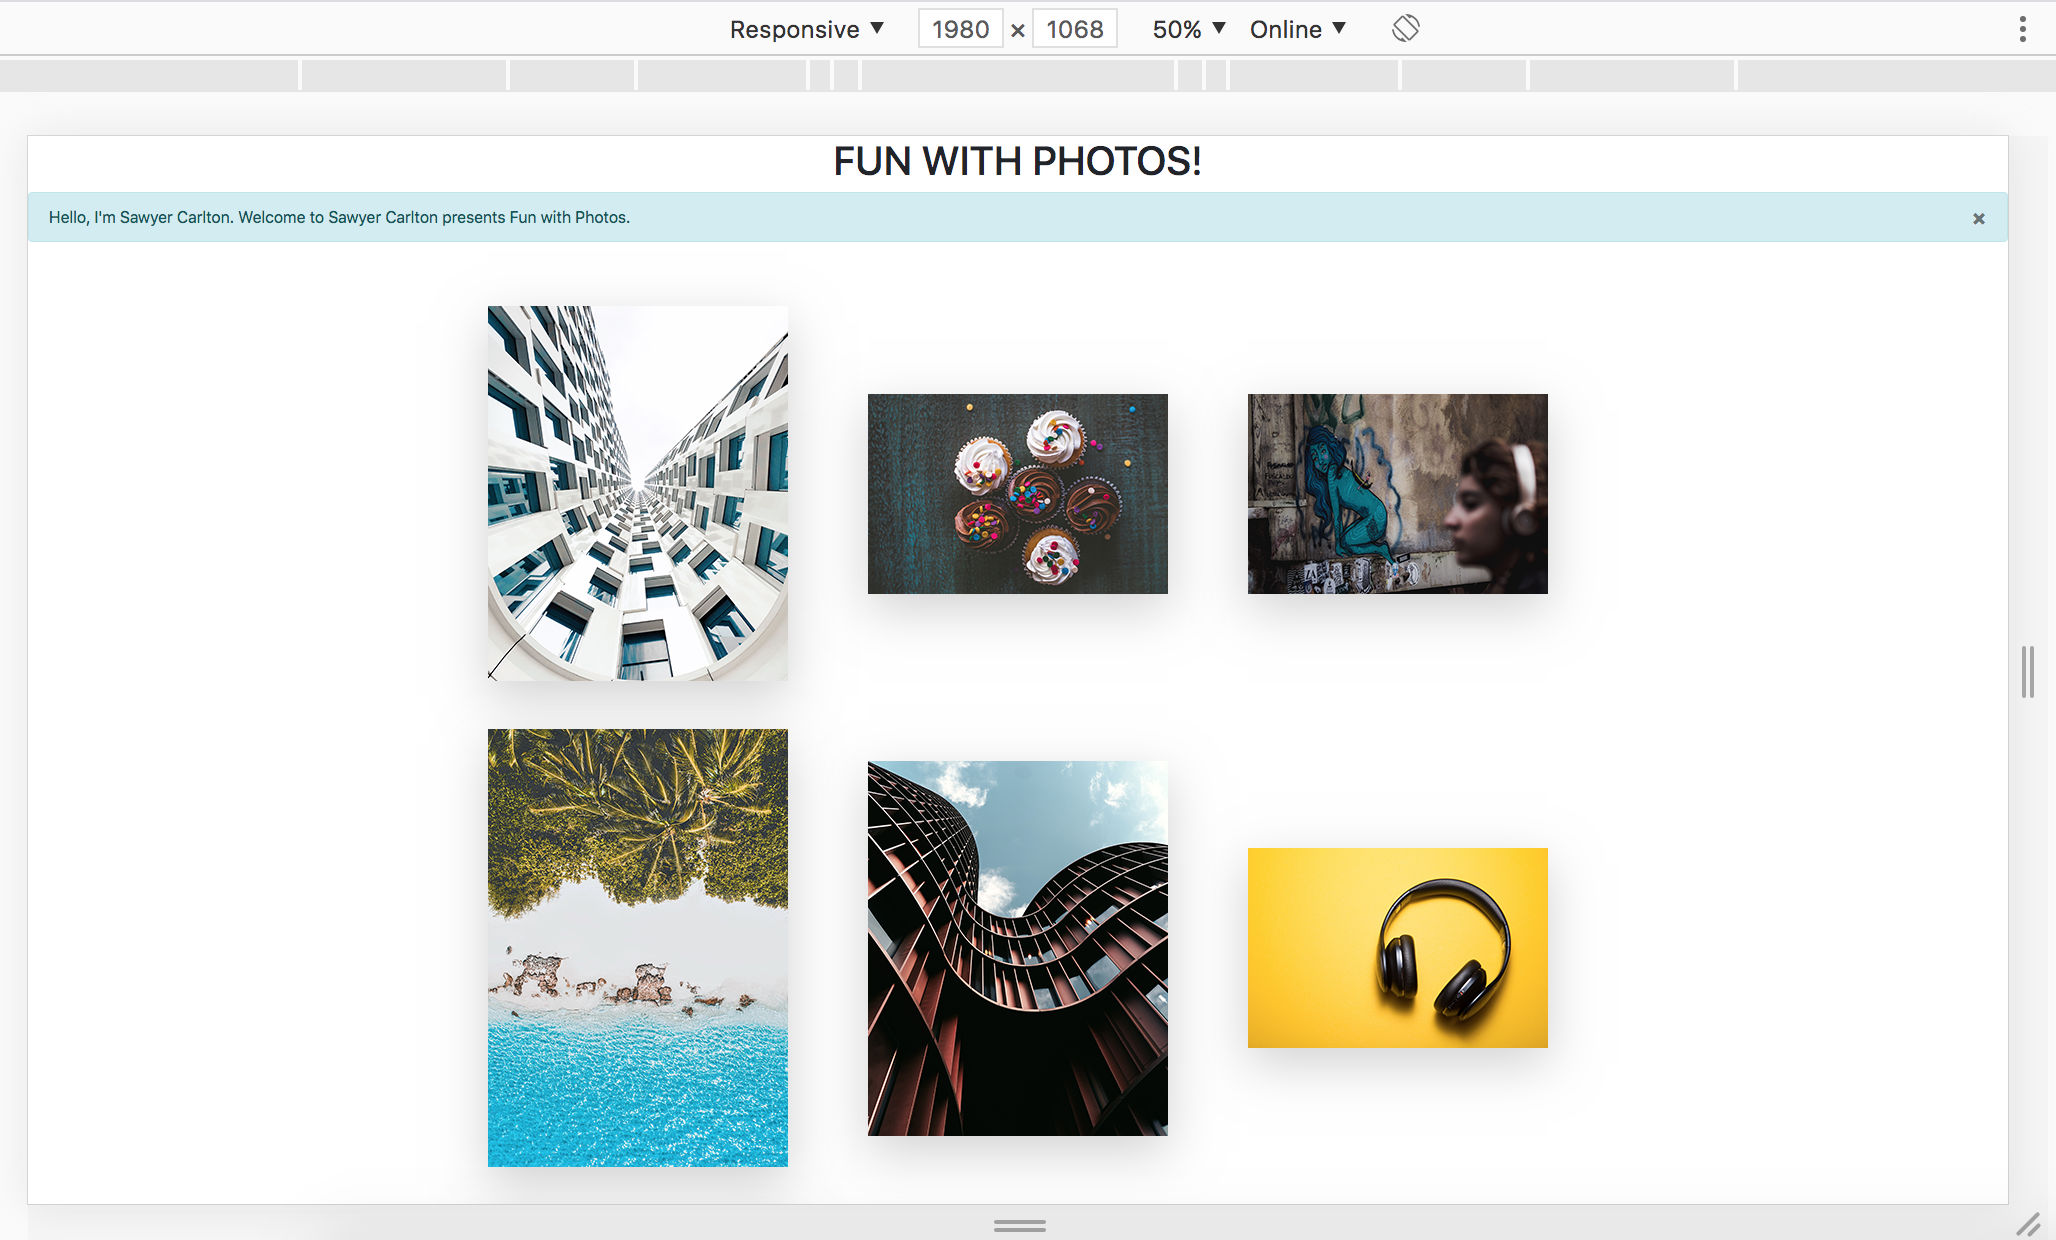 Responsive ▼ 1980 × 1068 50% ▼ Online ▼
FUN WITH PHOTOS!
Hello, I'm Sawyer Carlton. Welcome to Sawyer Carlton presents Fun with Photos. ×